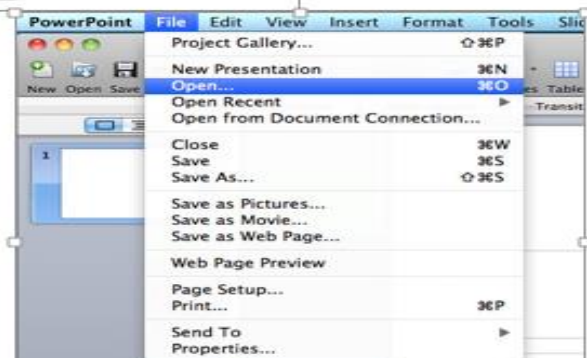 PowerPoint File Edit View Insert Format Tools Slic
Project Gallery... ⇧⌘P
New Presentation ⌘N
Open... ⌘O
Open Recent ▶
Open from Document Connection...
Close ⌘W
Save ⌘S
Save As... ⇧⌘S
Save as Pictures...
Save as Movie...
Save as Web Page...
Web Page Preview
Page Setup...
Print... ⌘P
Send To ▶
Properties...
New Open Save
es Table
Transit
1